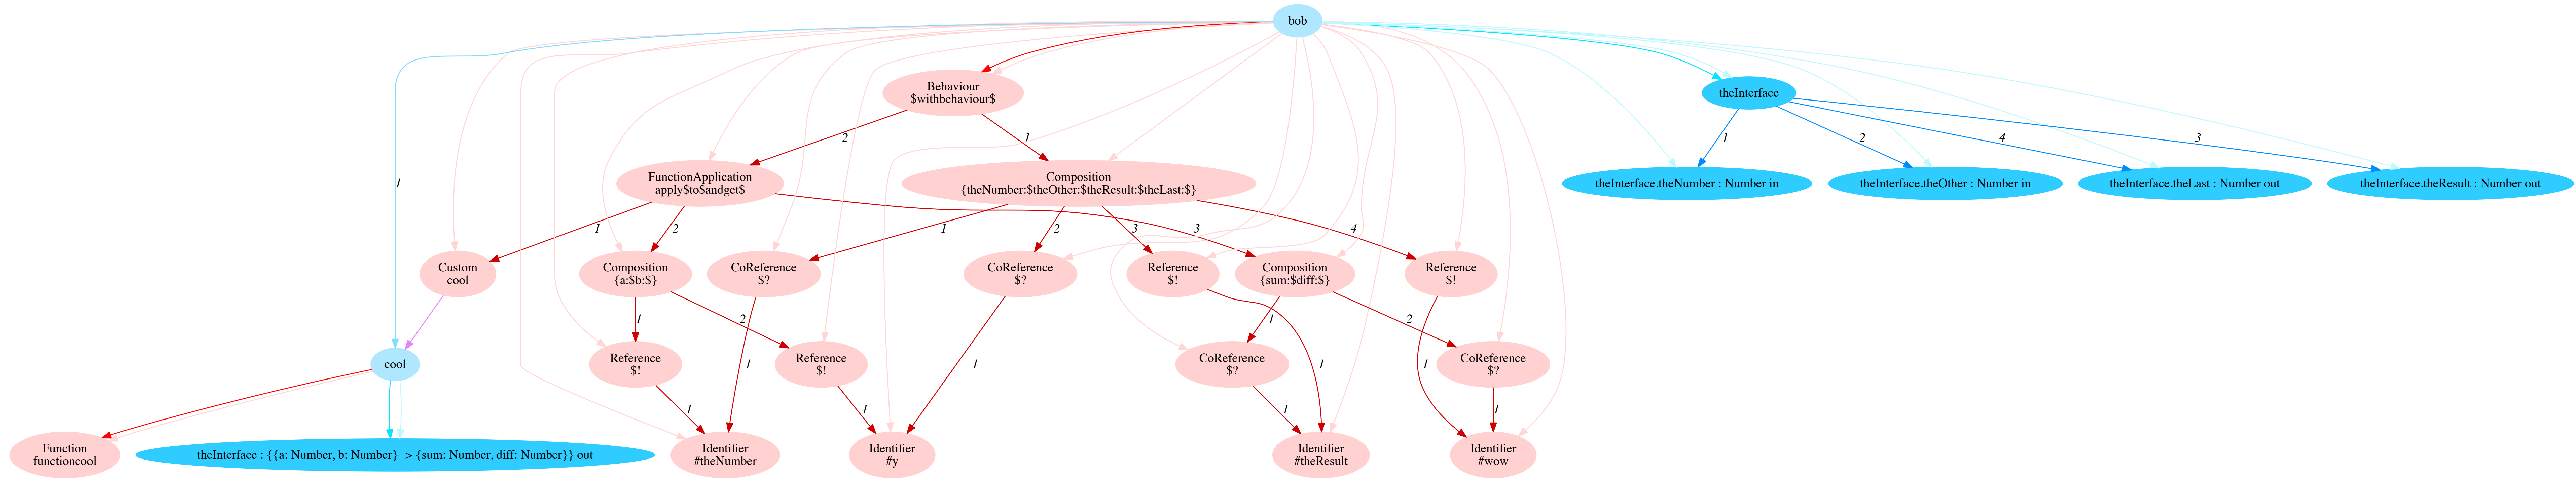 bob
Behaviour
$withbehaviour$
theInterface
2
1
1
2
4
3
FunctionApplication
apply$to$andget$
Composition
{theNumber:$theOther:$theResult:$theLast:$}
theInterface.theNumber : Number in
theInterface.theOther : Number in
theInterface.theLast : Number out
theInterface.theResult : Number out
1
1
2
1
2
3
3
4
Custom
cool
Composition
{a:$b:$}
CoReference
$?
CoReference
$?
Reference
$!
Composition
{sum:$diff:$}
Reference
$!
1
2
1
2
cool
Reference
$!
Reference
$!
CoReference
$?
CoReference
$?
1
1
1
1
1
1
1
1
Function
functioncool
theInterface : {{a: Number, b: Number} -> {sum: Number, diff: Number}} out
Identifier
#theNumber
Identifier
#y
Identifier
#theResult
Identifier
#wow